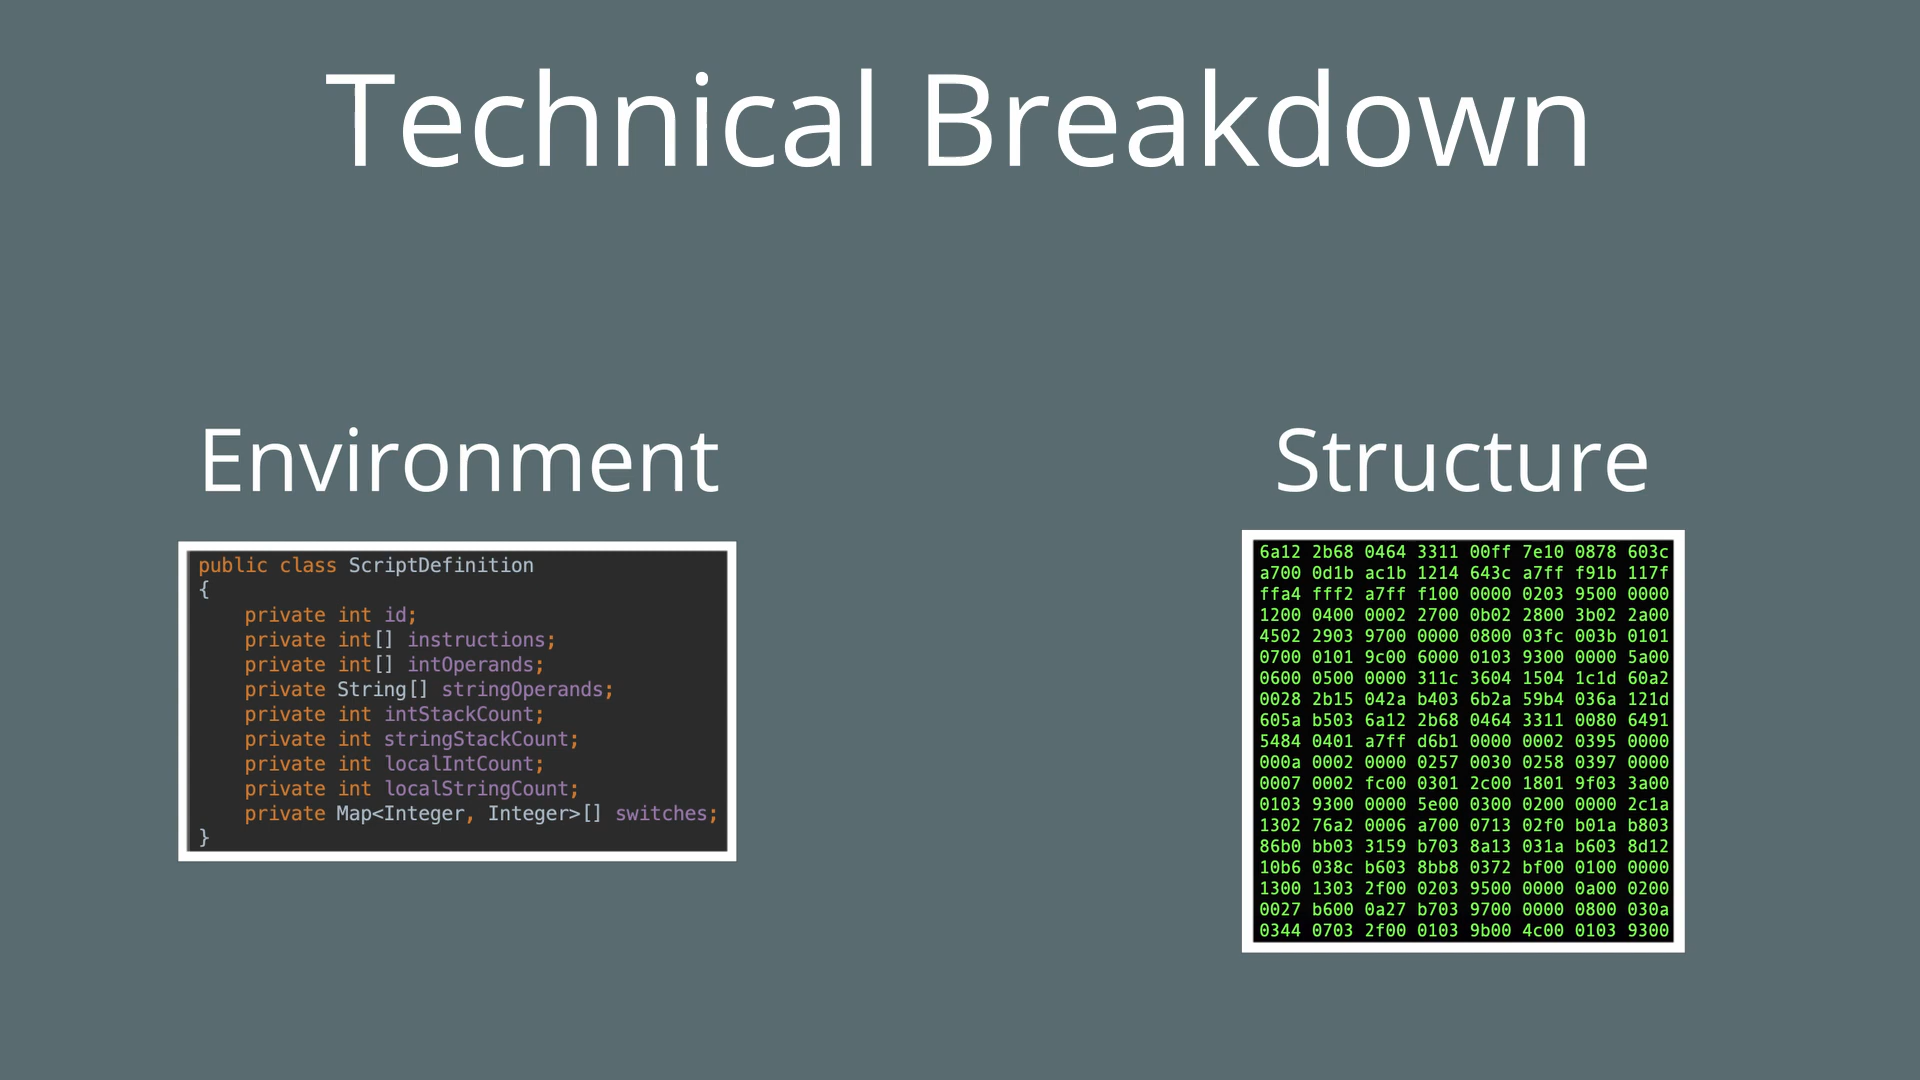 Technical Breakdown
Environment
public class ScriptDefinition
{
    private int id;
    private int[] instructions;
    private int[] intOperands;
    private String[] stringOperands;
    private int intStackCount;
    private int stringStackCount;
    private int localIntCount;
    private int localStringCount;
    private Map<Integer, Integer>[] switches;
}
Structure
6a12 2b68 0464 3311 00ff 7e10 0878 603c
a700 0d1b ac1b 1214 643c a7ff f91b 117f
ffa4 fff2 a7ff f100 0000 0203 9500 0000
1200 0400 0002 2700 0b02 2800 3b02 2a00
4502 2903 9700 0000 0800 03fc 003b 0101
0700 0101 9c00 6000 0103 9300 0000 5a00
0600 0500 0000 311c 3604 1504 1c1d 60a2
0028 2b15 042a b403 6b2a 59b4 036a 121d
605a b503 6a12 2b68 0464 3311 0080 6491
5484 0401 a7ff d6b1 0000 0002 0395 0000
000a 0002 0000 0257 0030 0258 0397 0000
0007 0002 fc00 0301 2c00 1801 9f03 3a00
0103 9300 0000 5e00 0300 0200 0000 2c1a
1302 76a2 0006 a700 0713 02f0 b01a b803
86b0 bb03 3159 b703 8a13 031a b603 8d12
10b6 038c b603 8bb8 0372 bf00 0100 0000
1300 1303 2f00 0203 9500 0000 0a00 0200
0027 b600 0a27 b703 9700 0000 0800 030a
0344 0703 2f00 0103 9b00 4c00 0103 9300